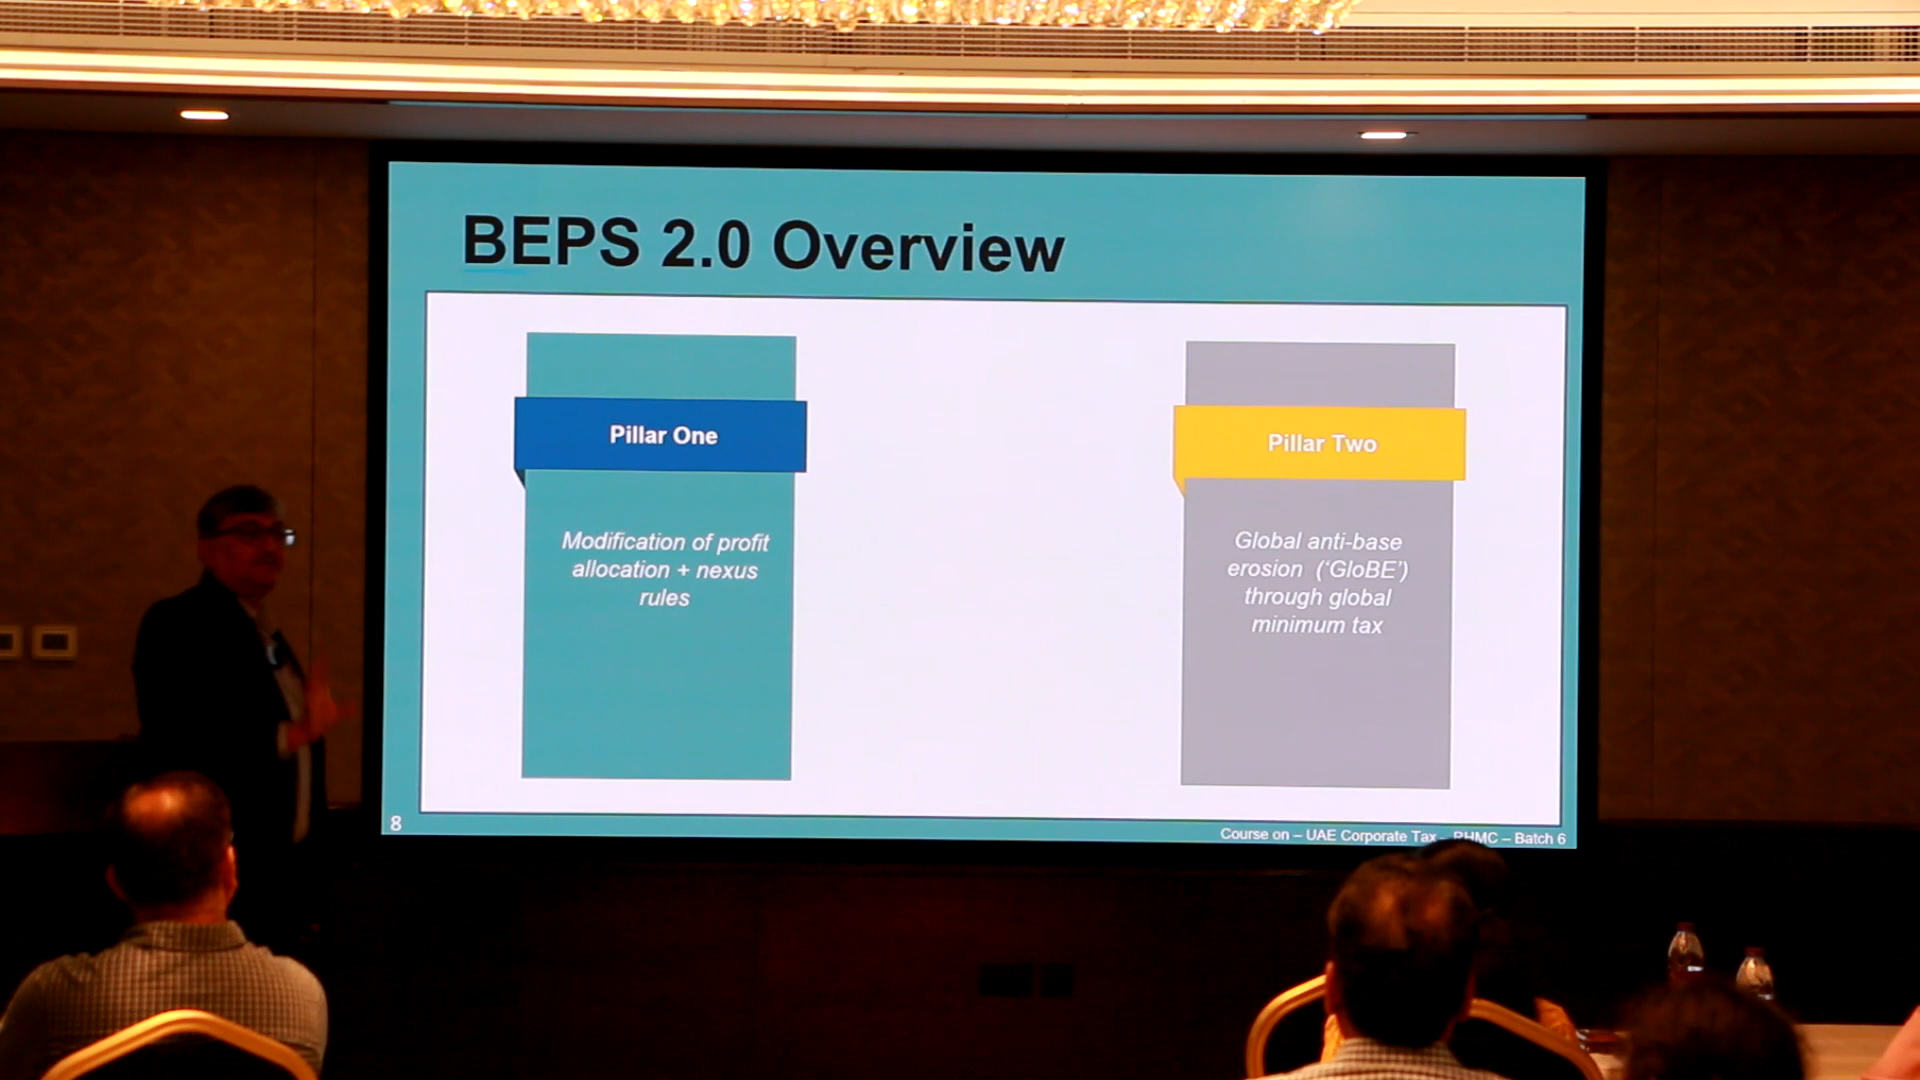 BEPS 2.0 Overview
Pillar One
Modification of profit
allocation + nexus
rules
Pillar Two
Global anti-base
erosion ('GloBE')
through global
minimum tax
8
Course on – UAE Corporate Tax – RHMC – Batch 6